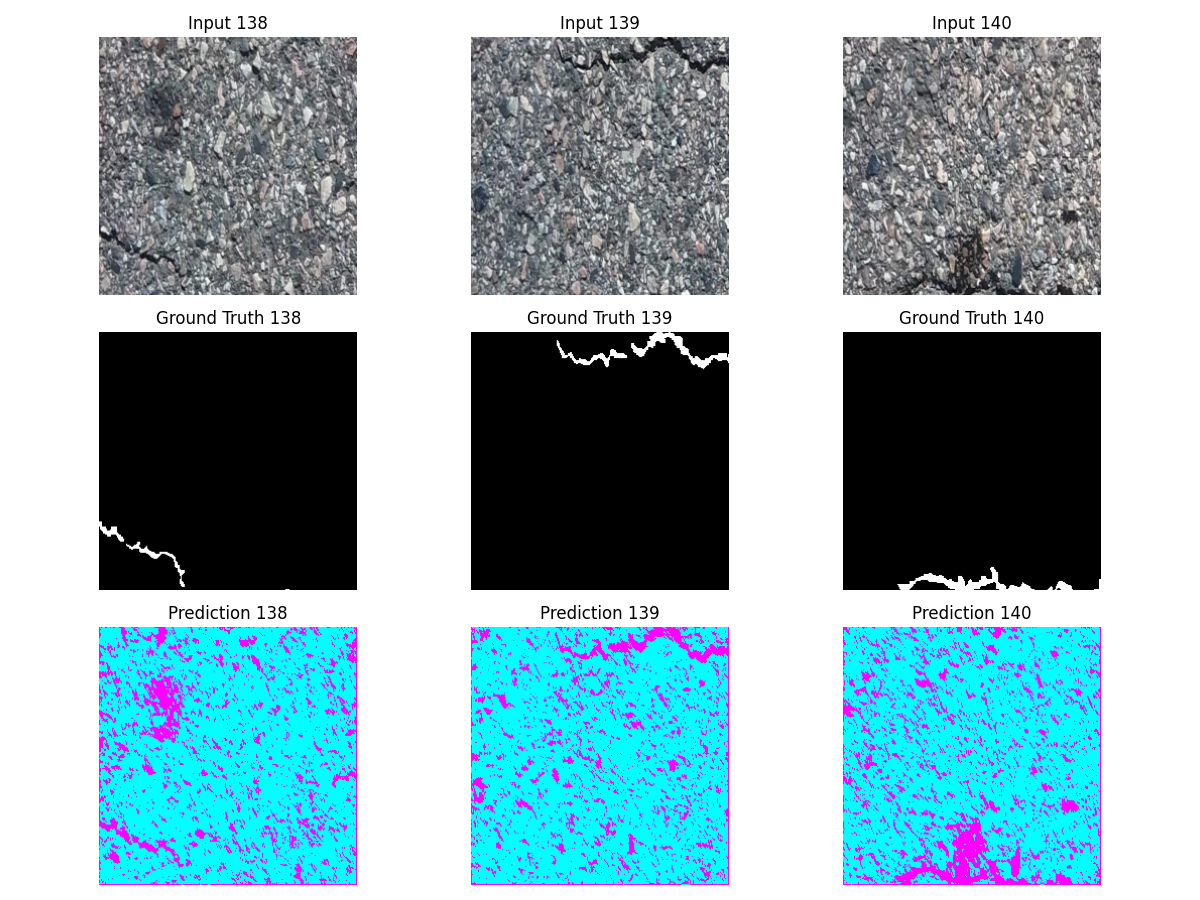 Input 138
Input 139
Input 140
Ground Truth 138
Ground Truth 139
Ground Truth 140
Prediction 138
Prediction 139
Prediction 140